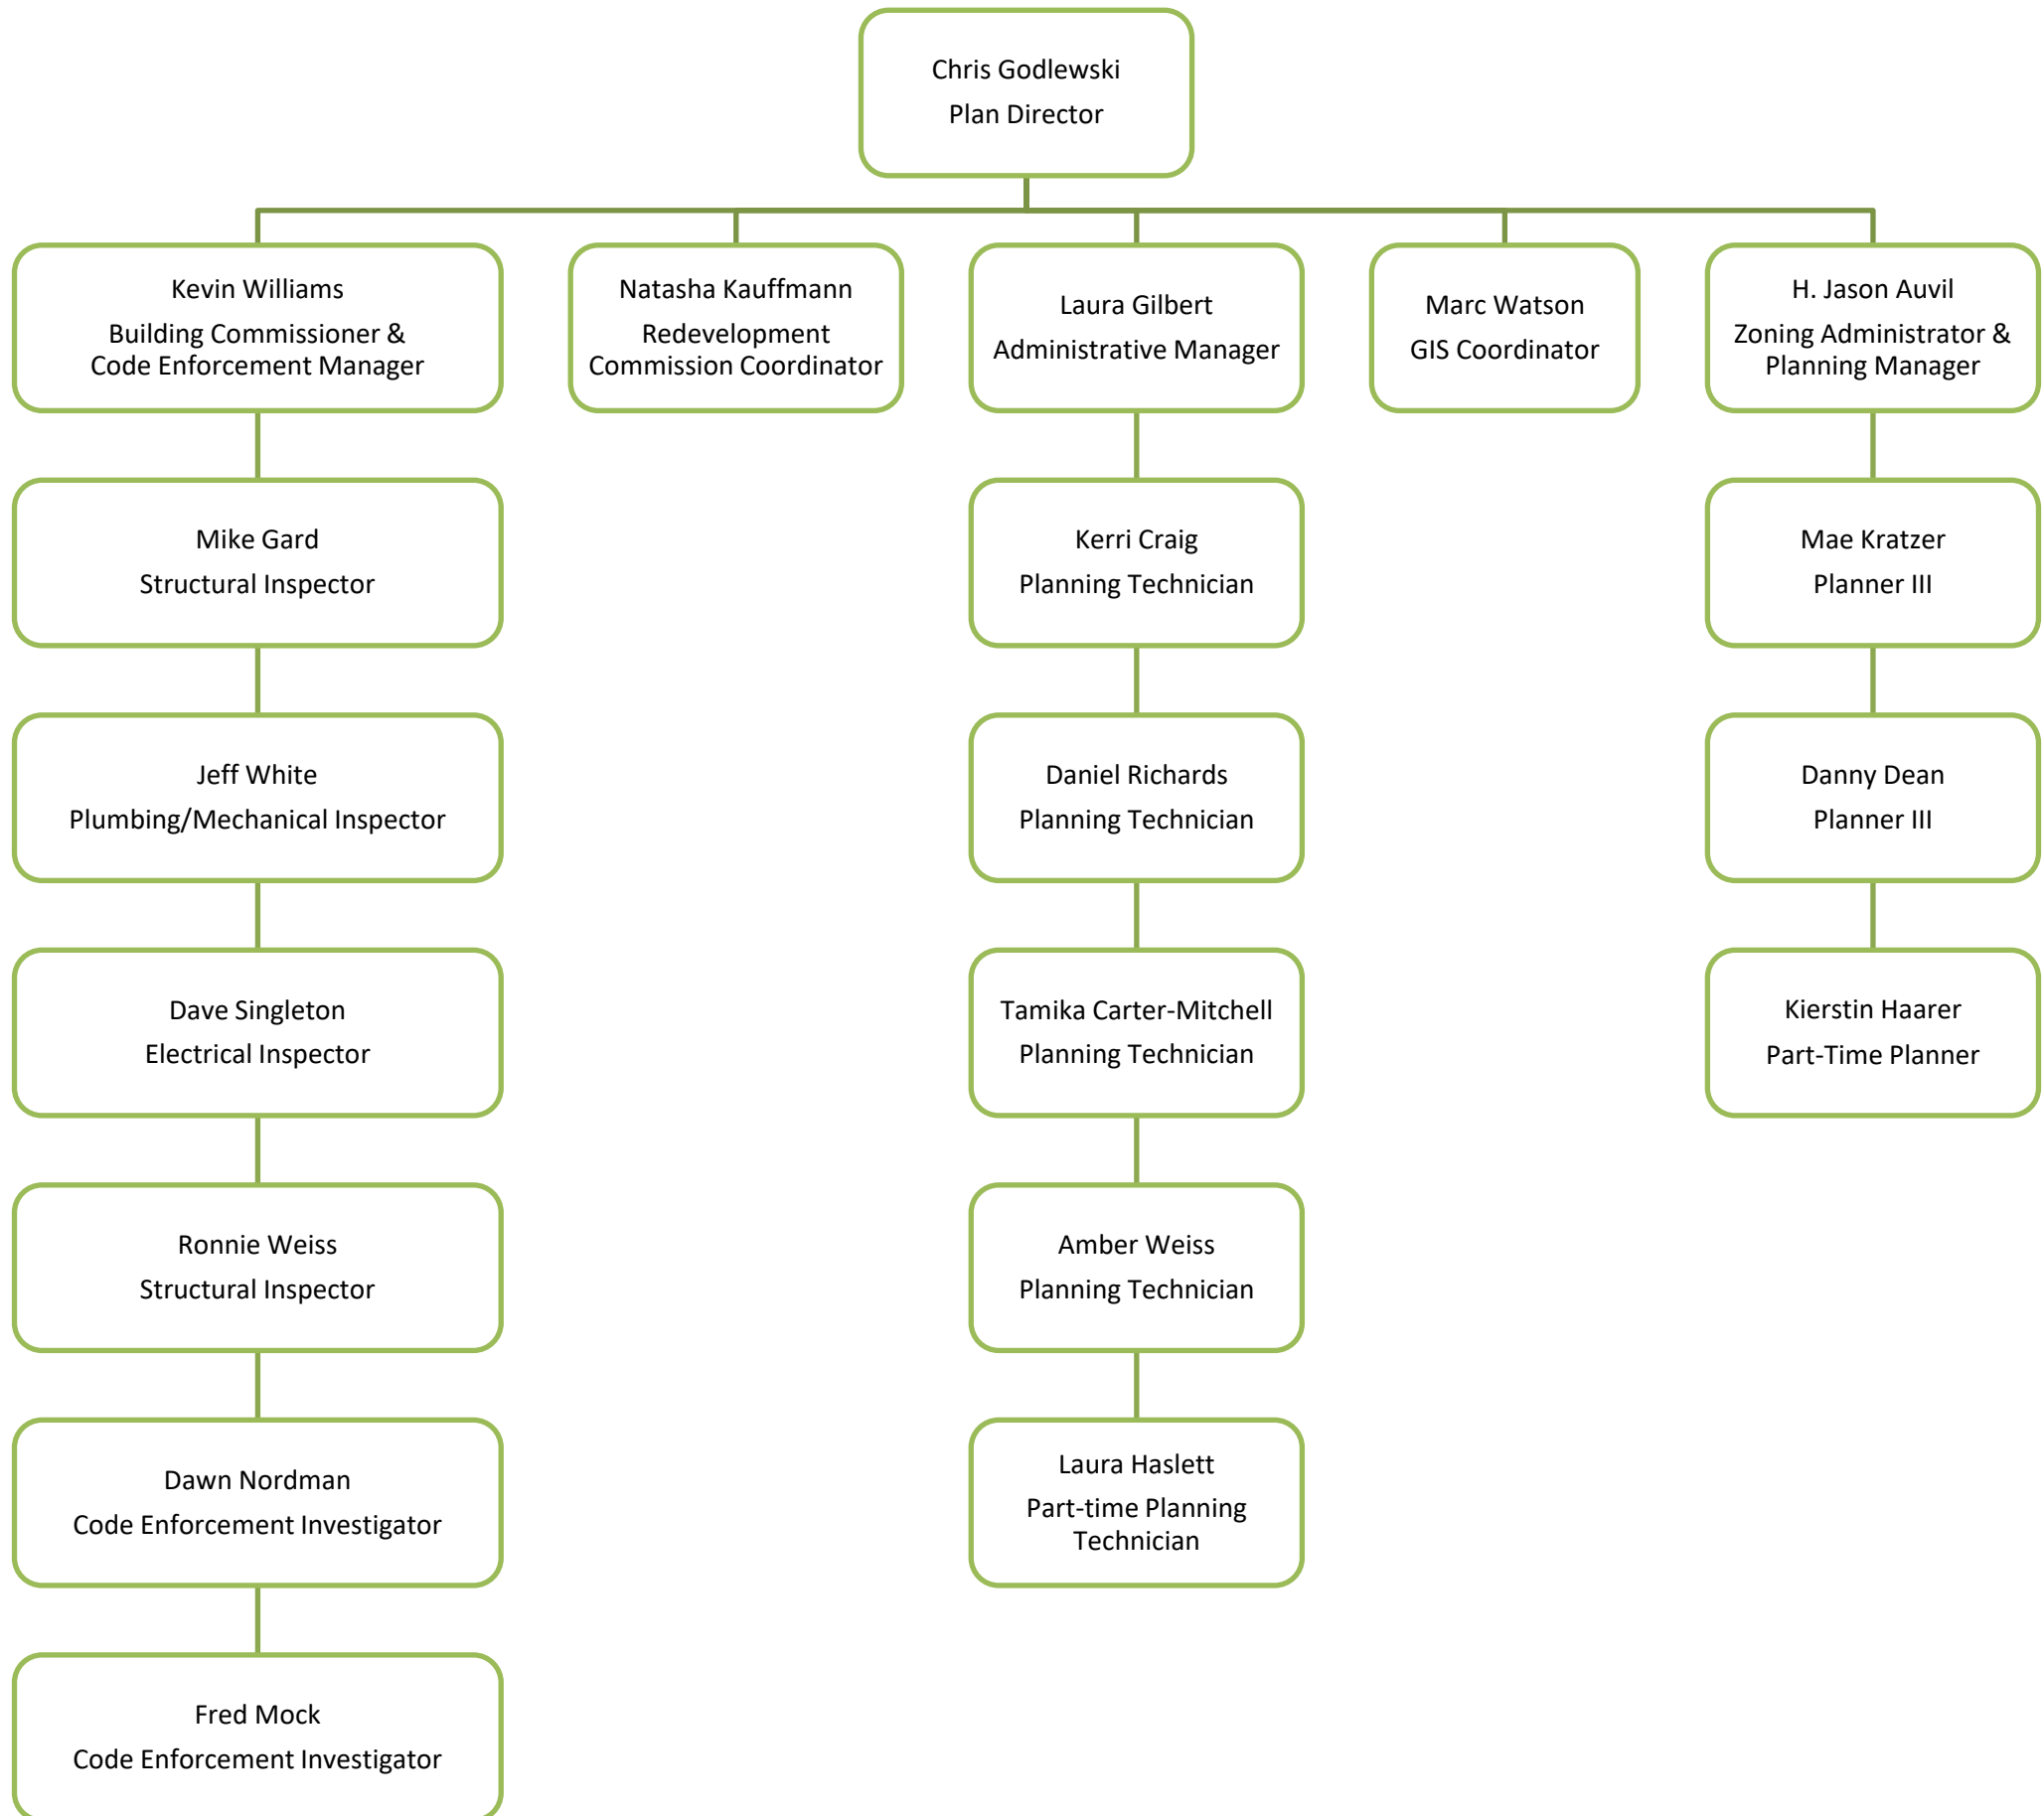 Chris Godlewski
Plan Director
Kevin Williams
Building Commissioner &
Code Enforcement Manager
Natasha Kauffmann
Redevelopment
Commission Coordinator
Laura Gilbert
Administrative Manager
Marc Watson
GIS Coordinator
H. Jason Auvil
Zoning Administrator &
Planning Manager
Mike Gard
Structural Inspector
Kerri Craig
Planning Technician
Mae Kratzer
Planner III
Jeff White
Plumbing/Mechanical Inspector
Daniel Richards
Planning Technician
Danny Dean
Planner III
Dave Singleton
Electrical Inspector
Tamika Carter-Mitchell
Planning Technician
Kierstin Haarer
Part-Time Planner
Ronnie Weiss
Structural Inspector
Amber Weiss
Planning Technician
Dawn Nordman
Code Enforcement Investigator
Laura Haslett
Part-time Planning
Technician
Fred Mock
Code Enforcement Investigator